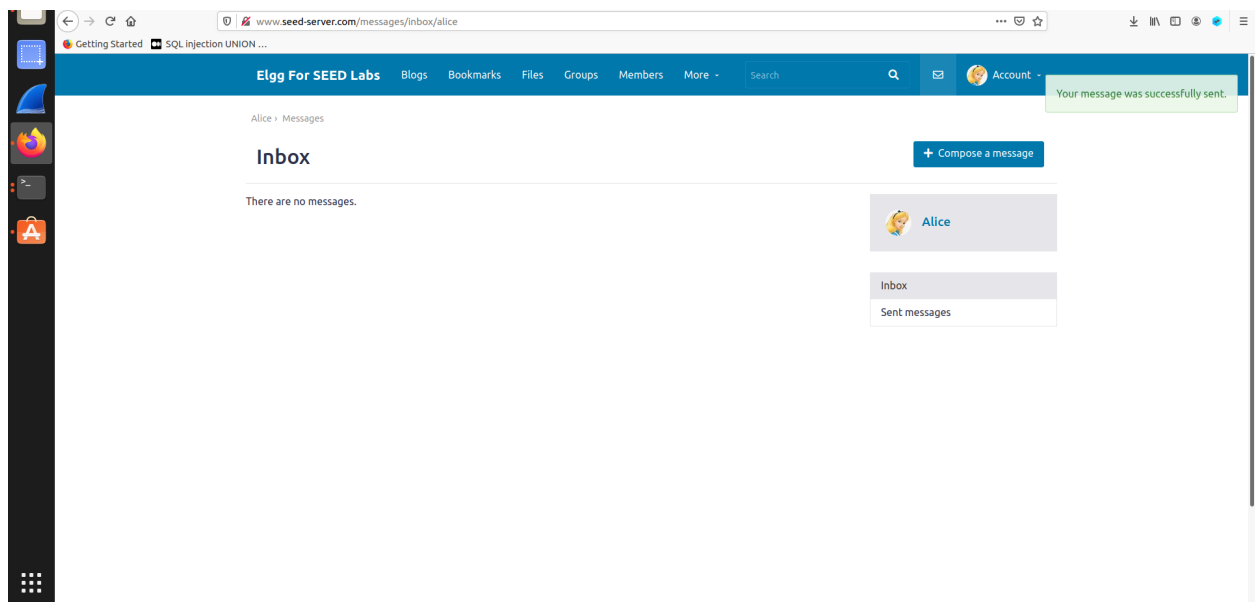 www.seed-server.com/messages/inbox/alice
Getting Started SQL injection UNION ...
Elgg For SEED Labs Blogs Bookmarks Files Groups Members More Search Account
Your message was successfully sent.
Alice › Messages
Inbox
+ Compose a message
There are no messages.
Alice
Inbox
Sent messages